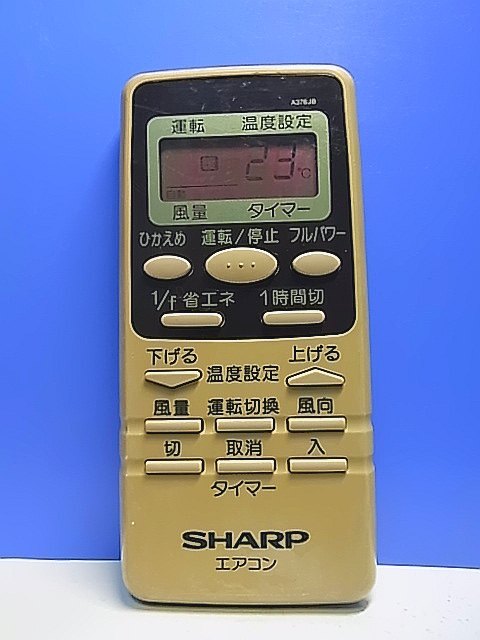 A376JB
運転 温度設定
23℃
自動
風量 タイマー
ひかえめ 運転/停止 フルパワー
1/f 省エネ 1時間切
下げる 温度設定 上げる
風量 運転切換 風向
切 取消 入
タイマー
SHARP
エアコン